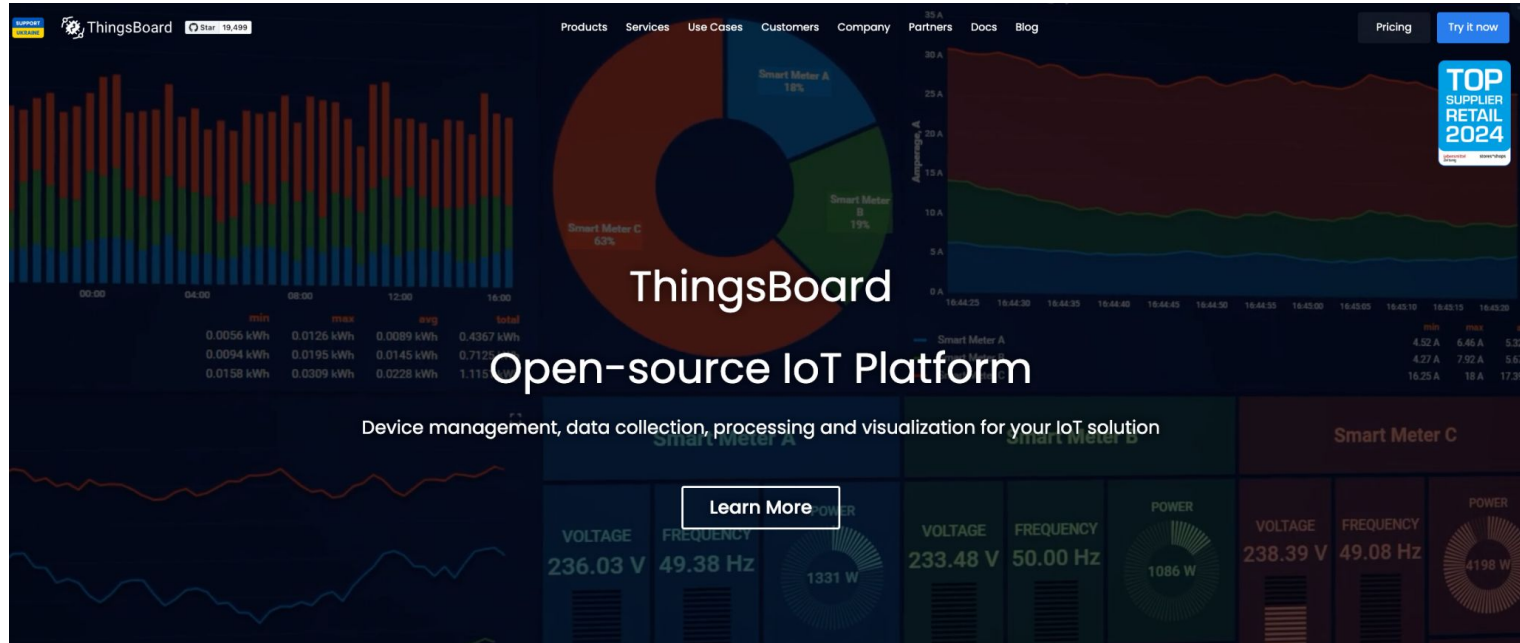 SUPPORT
UKRAINE
ThingsBoard
Star 19,499
Products Services Use Cases Customers Company Partners Docs Blog
Pricing
Try it now
TOP
SUPPLIER
RETAIL
2024
00:00 04:00 08:00 12:00 16:00
min max avg total
0.0056 kWh 0.0126 kWh 0.0089 kWh 0.4367 kWh
0.0094 kWh 0.0195 kWh 0.0145 kWh
0.0158 kWh 0.0309 kWh 0.0228 kWh
Smart Meter A
18%
Smart Meter
B
19%
Smart Meter C
63%
Amperage, A
35 A
30 A
25 A
20 A
15 A
10 A
5 A
0 A
16:44:25 16:44:30 16:44:35 16:44:40 16:44:45 16:44:50 16:44:55 16:45:00 16:45:05 16:45:10 16:45:15 16:45:20
min max
Smart Meter A 4.52 A 6.46 A
4.27 A 7.92 A
16.25 A 18 A
ThingsBoard
Open-source IoT Platform
Device management, data collection, processing and visualization for your IoT solution
Learn More
Smart Meter A
VOLTAGE FREQUENCY POWER
236.03 V 49.38 Hz 1331 W
Smart Meter B
VOLTAGE FREQUENCY POWER
233.48 V 50.00 Hz 1086 W
Smart Meter C
VOLTAGE FREQUENCY POWER
238.39 V 49.08 Hz 4198 W